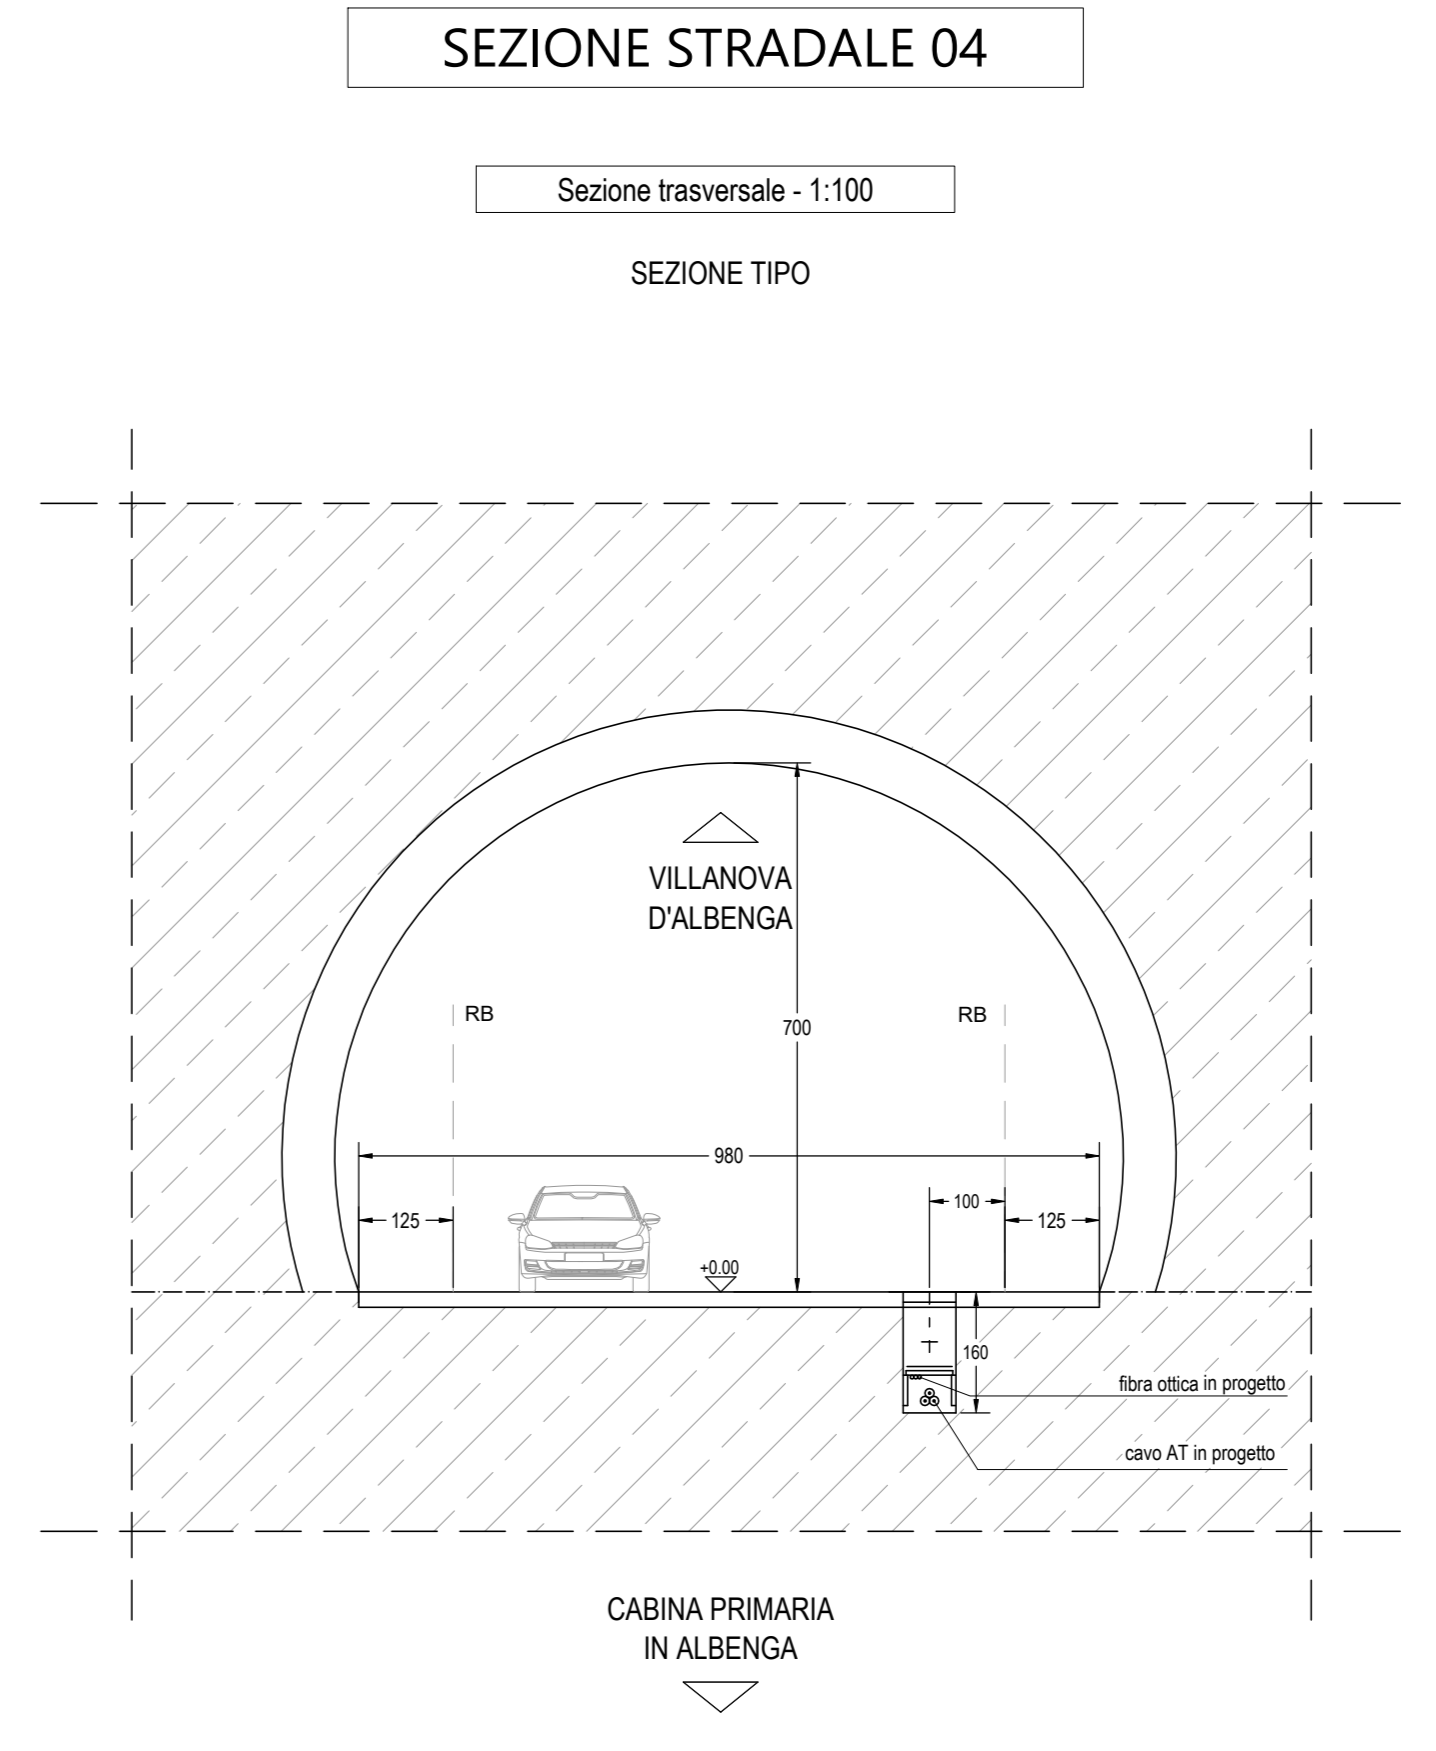 SEZIONE STRADALE 04
Sezione trasversale - 1:100
SEZIONE TIPO
VILLANOVA
D'ALBENGA
RB
RB
700
980
125
100
125
+0.00
160
fibra ottica in progetto
cavo AT in progetto
CABINA PRIMARIA
IN ALBENGA